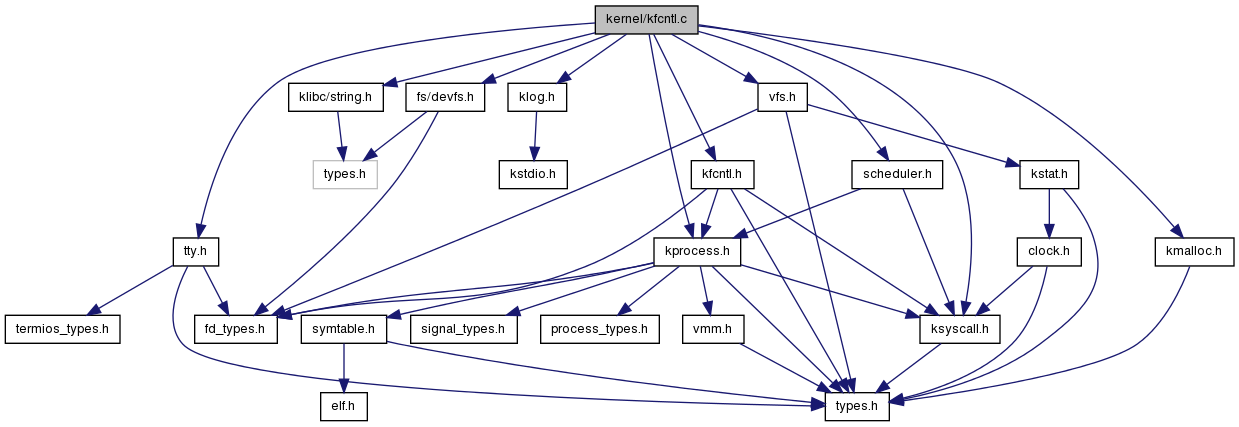 kernel/kfcntl.c
klibc/string.h
fs/devfs.h
klog.h
vfs.h
types.h
kstdio.h
kfcntl.h
scheduler.h
kstat.h
tty.h
kprocess.h
clock.h
kmalloc.h
termios_types.h
fd_types.h
symtable.h
signal_types.h
process_types.h
vmm.h
ksyscall.h
elf.h
types.h